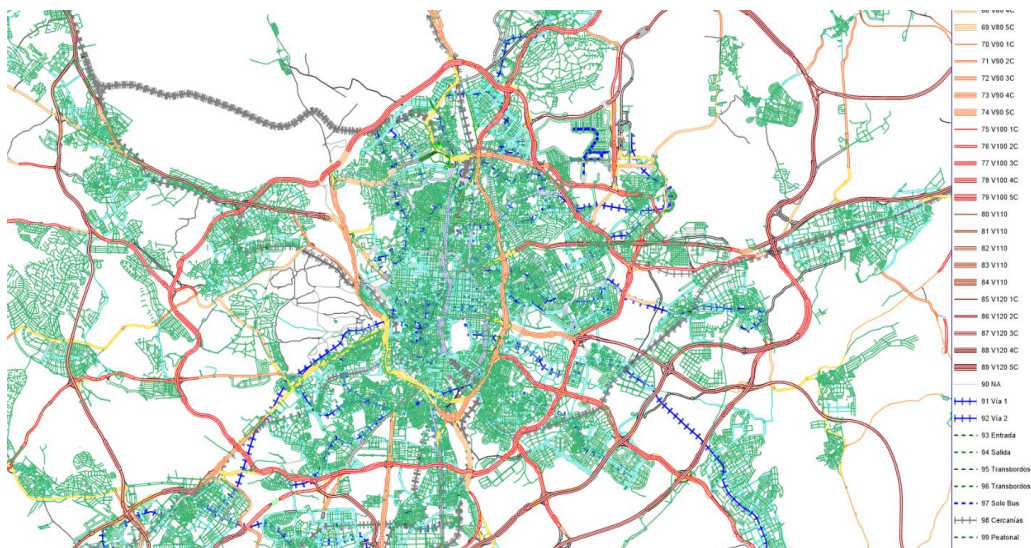 68 V80 4C
69 V80 5C
70 V90 1C
71 V90 2C
72 V90 3C
73 V90 4C
74 V90 5C
75 V100 1C
76 V100 2C
77 V100 3C
78 V100 4C
79 V100 5C
80 V110
81 V110
82 V110
83 V110
84 V110
85 V120 1C
86 V120 2C
87 V120 3C
88 V120 4C
89 V120 5C
90 NA
91 Vía 1
92 Vía 2
93 Entrada
94 Salida
95 Transbordos
96 Transbordos
97 Solo Bus
98 Cercanías
99 Peatonal